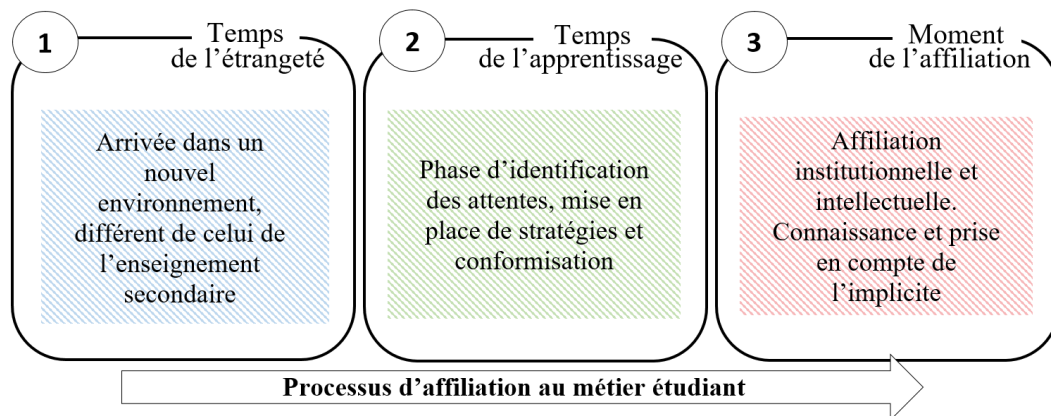 1
Temps
de l'étrangeté
Arrivée dans un
nouvel
environnement,
différent de celui de
l'enseignement
secondaire
2
Temps
de l'apprentissage
Phase d'identification
des attentes, mise en
place de stratégies et
conformisation
3
Moment
de l'affiliation
Affiliation
institutionnelle et
intellectuelle.
Connaissance et prise
en compte de
l'implicite
Processus d'affiliation au métier étudiant